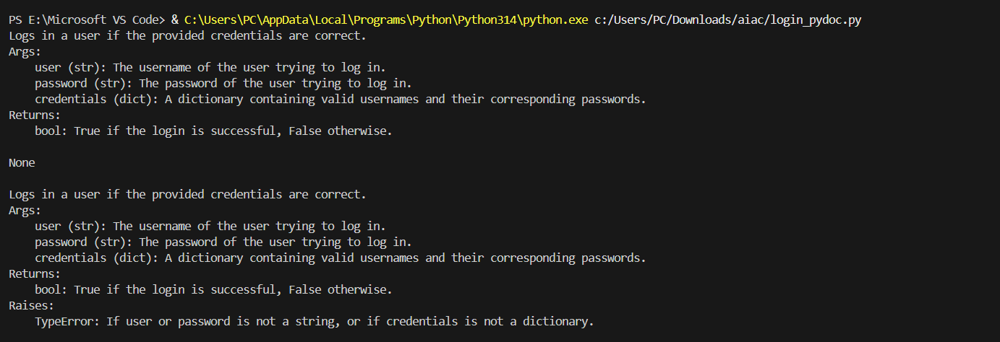 PS E:\Microsoft VS Code> & C:\Users\PC\AppData\Local\Programs\Python\Python314\python.exe c:/Users/PC/Downloads/aiac/login_pydoc.py
Logs in a user if the provided credentials are correct.
Args:
    user (str): The username of the user trying to log in.
    password (str): The password of the user trying to log in.
    credentials (dict): A dictionary containing valid usernames and their corresponding passwords.
Returns:
    bool: True if the login is successful, False otherwise.

None

Logs in a user if the provided credentials are correct.
Args:
    user (str): The username of the user trying to log in.
    password (str): The password of the user trying to log in.
    credentials (dict): A dictionary containing valid usernames and their corresponding passwords.
Returns:
    bool: True if the login is successful, False otherwise.
Raises:
    TypeError: If user or password is not a string, or if credentials is not a dictionary.